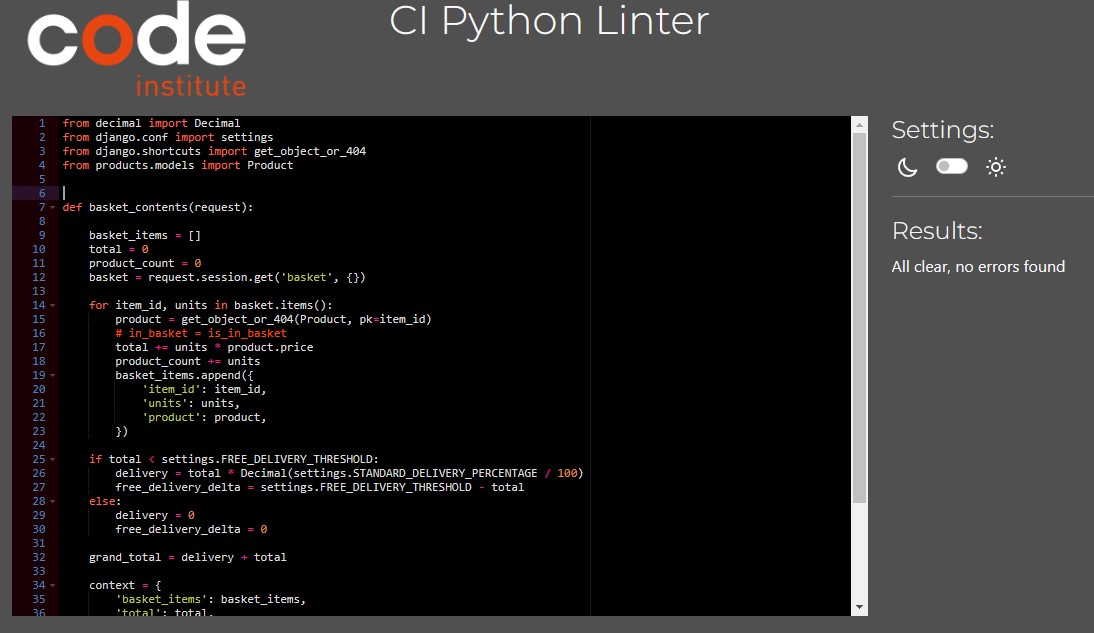 code
institute
CI Python Linter
1 from decimal import Decimal
2 from django.conf import settings
3 from django.shortcuts import get_object_or_404
4 from products.models import Product
5
6
7 def basket_contents(request):
8
9     basket_items = []
10     total = 0
11     product_count = 0
12     basket = request.session.get('basket', {})
13
14     for item_id, units in basket.items():
15         product = get_object_or_404(Product, pk=item_id)
16         # in_basket = is_in_basket
17         total += units * product.price
18         product_count += units
19         basket_items.append({
20             'item_id': item_id,
21             'units': units,
22             'product': product,
23         })
24
25     if total < settings.FREE_DELIVERY_THRESHOLD:
26         delivery = total * Decimal(settings.STANDARD_DELIVERY_PERCENTAGE / 100)
27         free_delivery_delta = settings.FREE_DELIVERY_THRESHOLD - total
28     else:
29         delivery = 0
30         free_delivery_delta = 0
31
32     grand_total = delivery + total
33
34     context = {
35         'basket_items': basket_items,
36         'total': total,
Settings:
Results:
All clear, no errors found